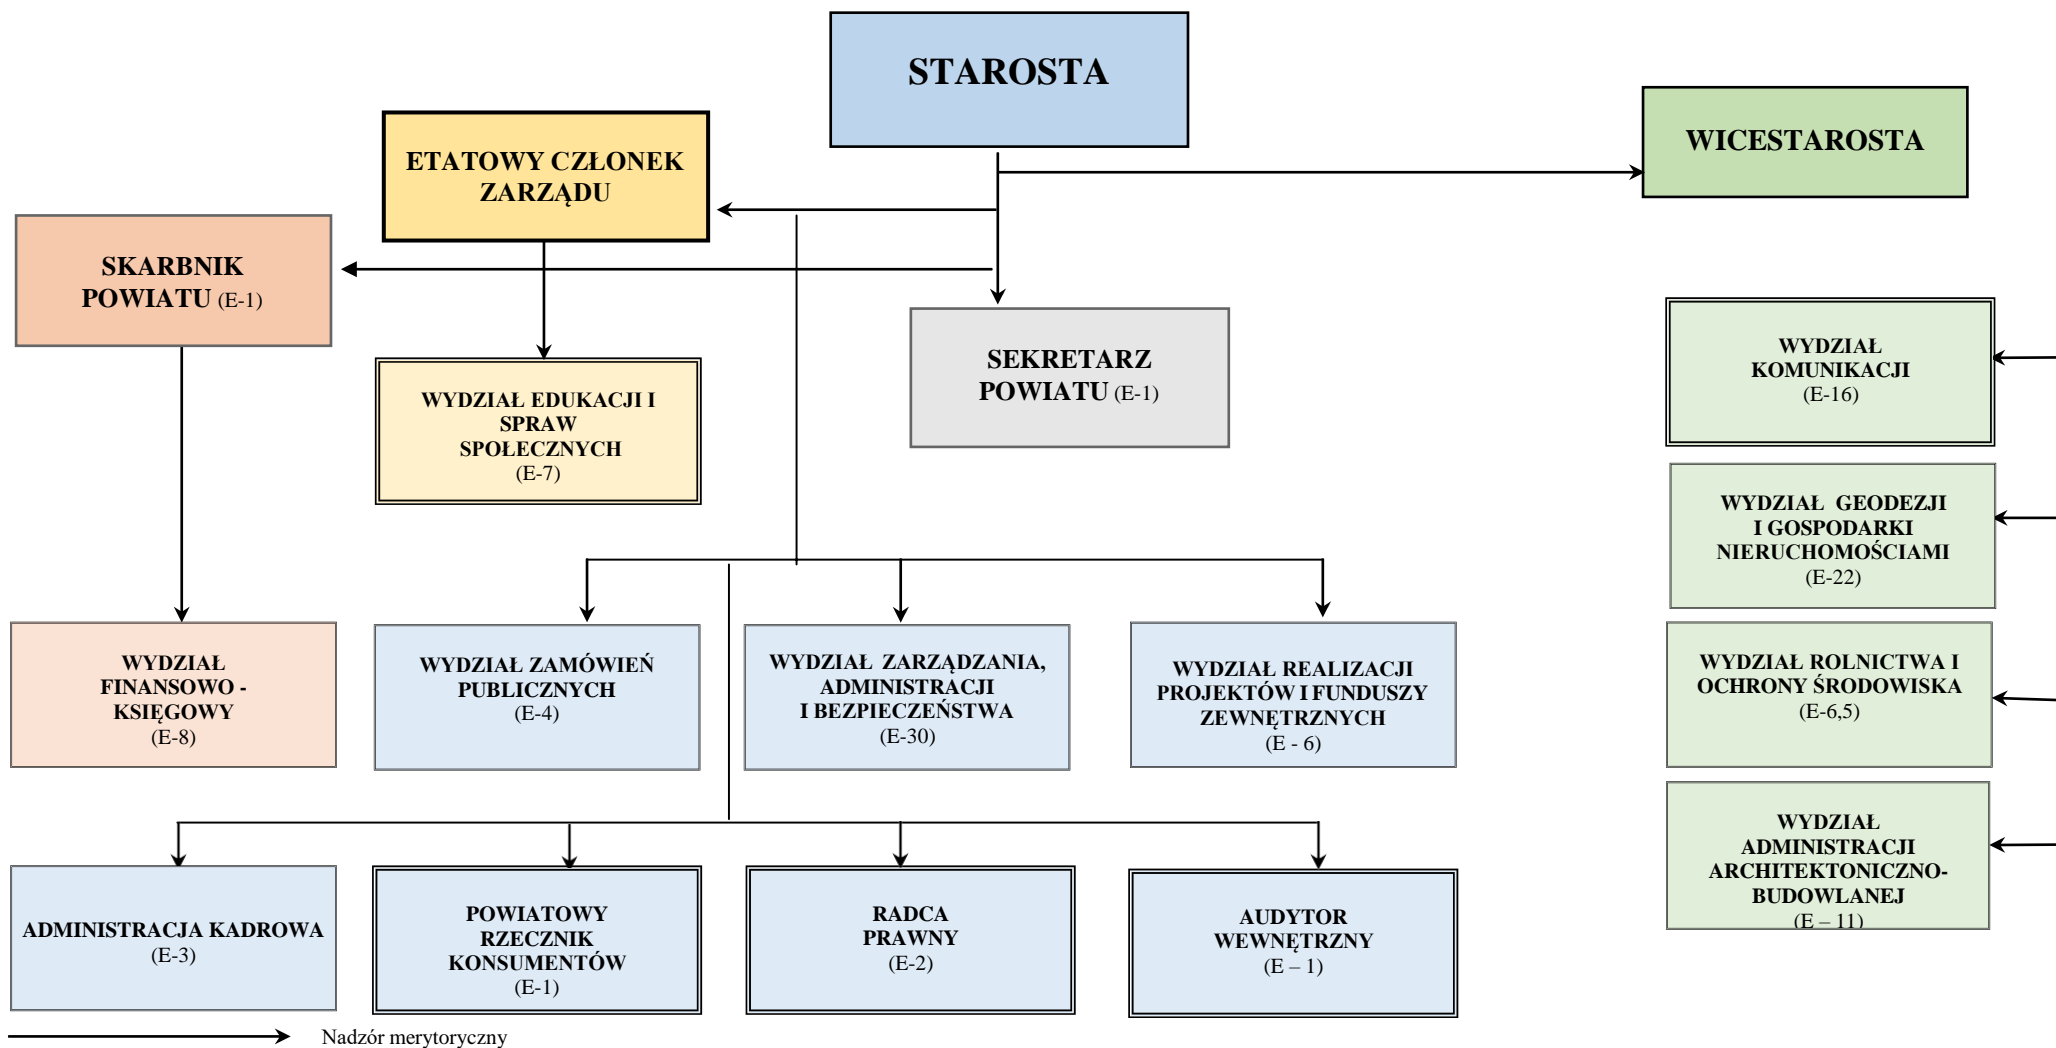 STAROSTA
ETATOWY CZŁONEK
ZARZĄDU
WICESTAROSTA
SKARBNIK
POWIATU (E-1)
SEKRETARZ
POWIATU (E-1)
WYDZIAŁ EDUKACJI I
SPRAW
SPOŁECZNYCH
(E-7)
WYDZIAŁ
KOMUNIKACJI
(E-16)
WYDZIAŁ GEODEZJI
I GOSPODARKI
NIERUCHOMOŚCIAMI
(E-22)
WYDZIAŁ
FINANSOWO -
KSIĘGOWY
(E-8)
WYDZIAŁ ZAMÓWIEŃ
PUBLICZNYCH
(E-4)
WYDZIAŁ ZARZĄDZANIA,
ADMINISTRACJI
I BEZPIECZEŃSTWA
(E-30)
WYDZIAŁ REALIZACJI
PROJEKTÓW I FUNDUSZY
ZEWNĘTRZNYCH
(E - 6)
WYDZIAŁ ROLNICTWA I
OCHRONY ŚRODOWISKA
(E-6,5)
WYDZIAŁ
ADMINISTRACJI
ARCHITEKTONICZNO-
BUDOWLANEJ
(E – 11)
ADMINISTRACJA KADROWA
(E-3)
POWIATOWY
RZECZNIK
KONSUMENTÓW
(E-1)
RADCA
PRAWNY
(E-2)
AUDYTOR
WEWNĘTRZNY
(E – 1)
Nadzór merytoryczny